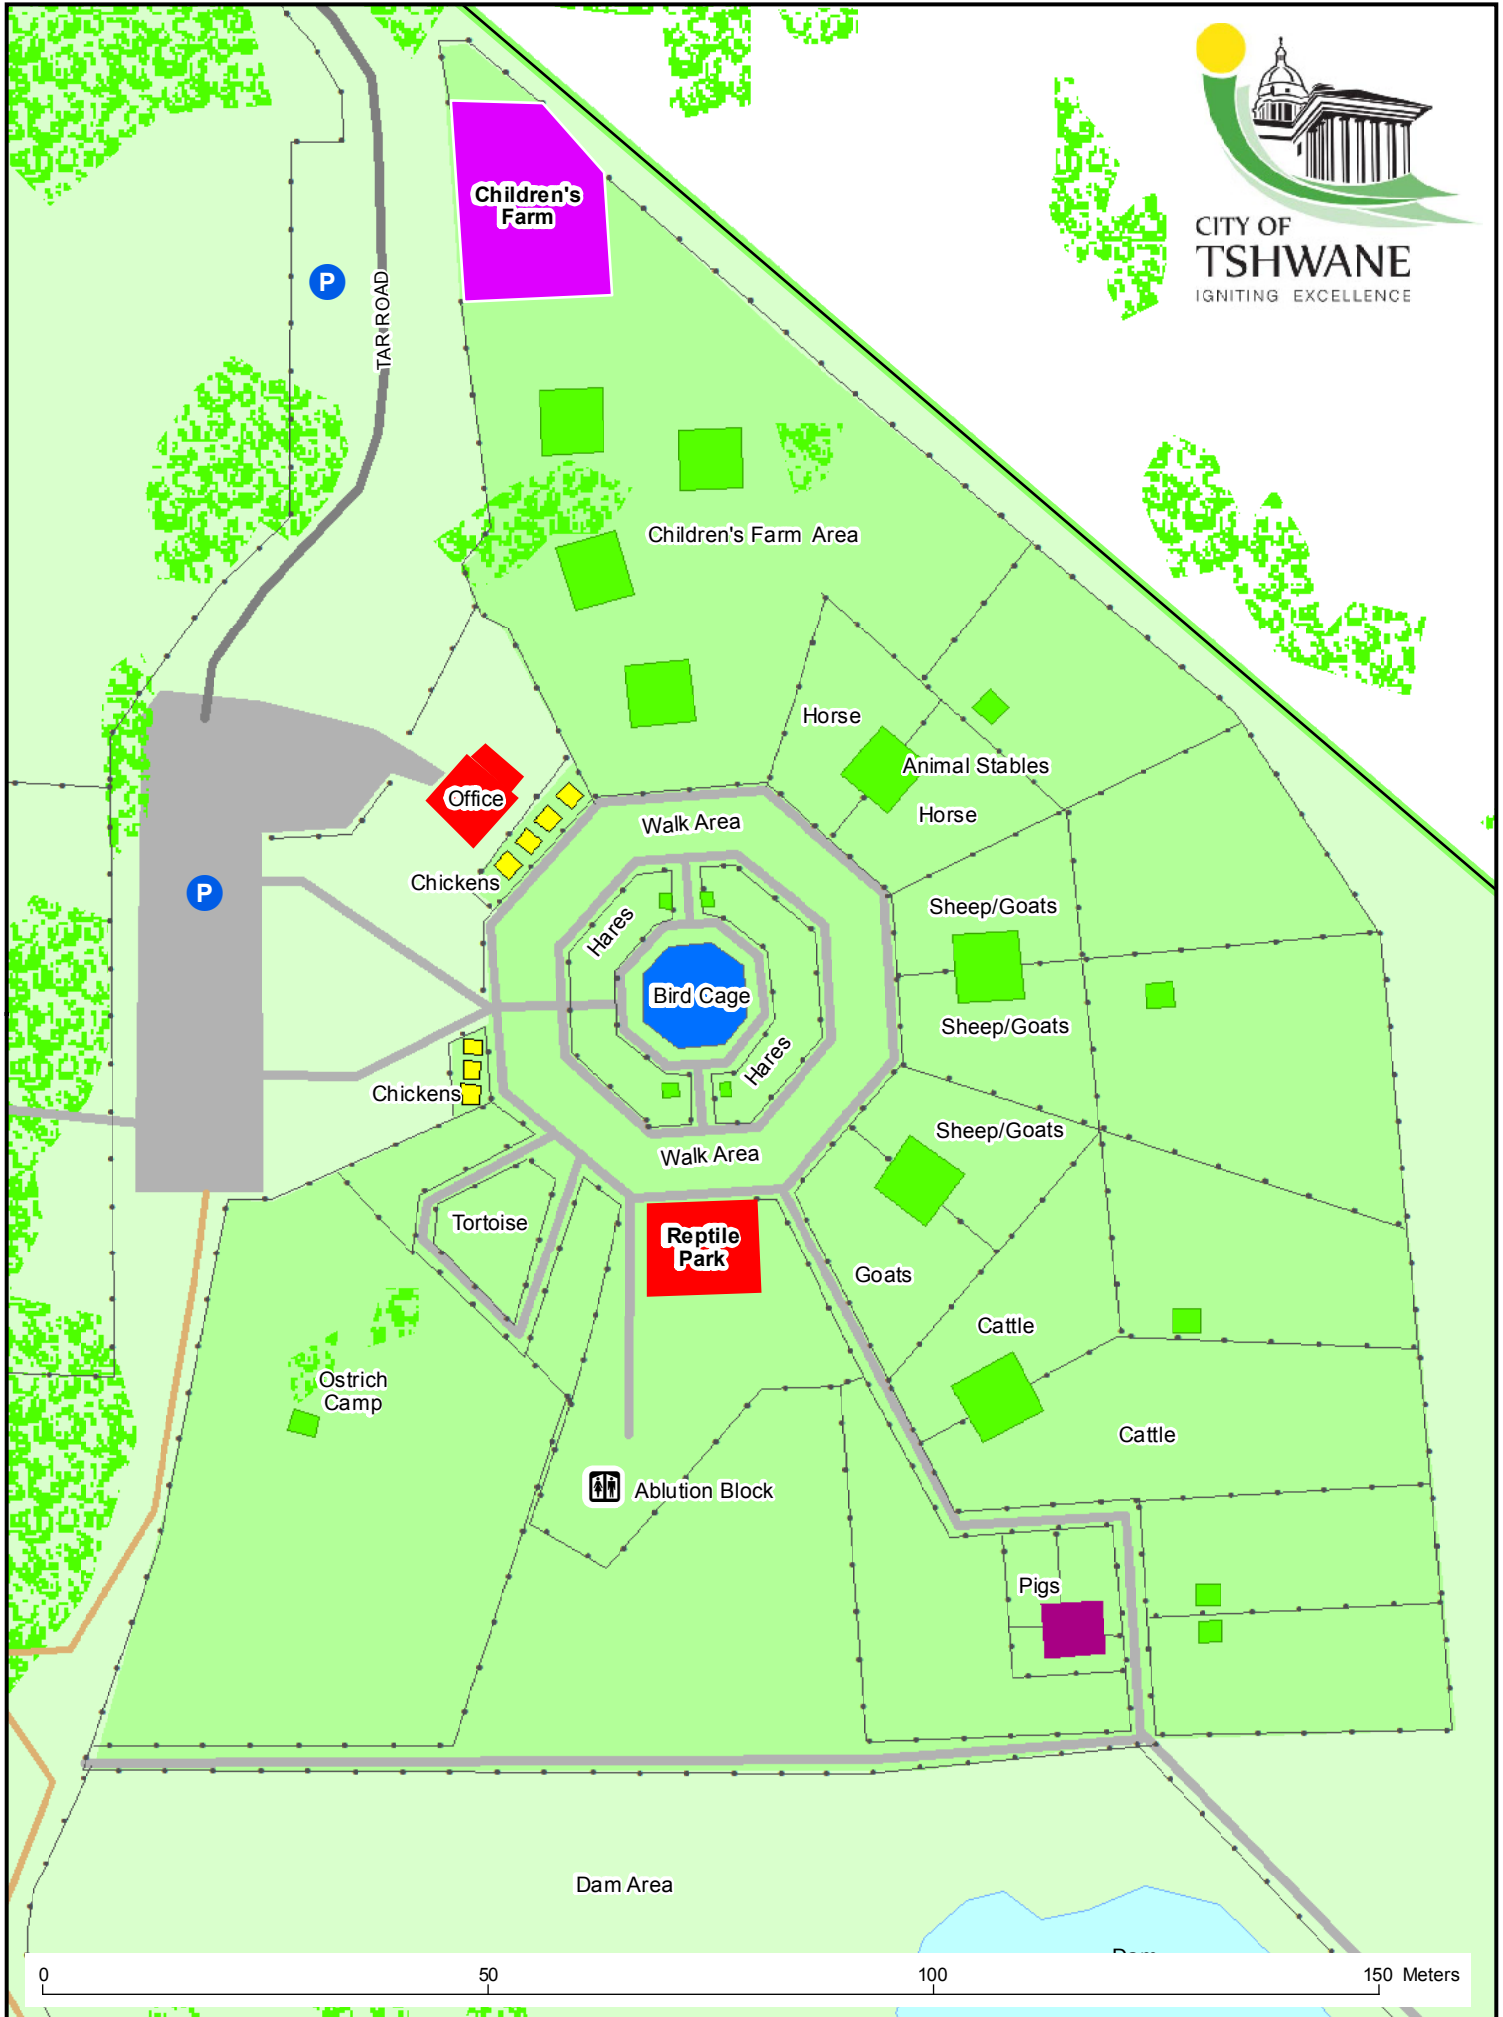 CITY OF
TSHWANE
IGNITING EXCELLENCE
Children's
Farm
P
TAR ROAD
Children's Farm Area
Horse
Animal Stables
Office
Horse
Walk Area
Chickens
P
Hares
Sheep/Goats
Bird Cage
Sheep/Goats
Hares
Chickens
Sheep/Goats
Walk Area
Tortoise
Reptile
Park
Goats
Cattle
Ostrich
Camp
Cattle
Ablution Block
Pigs
Dam Area
0
50
100
150 Meters